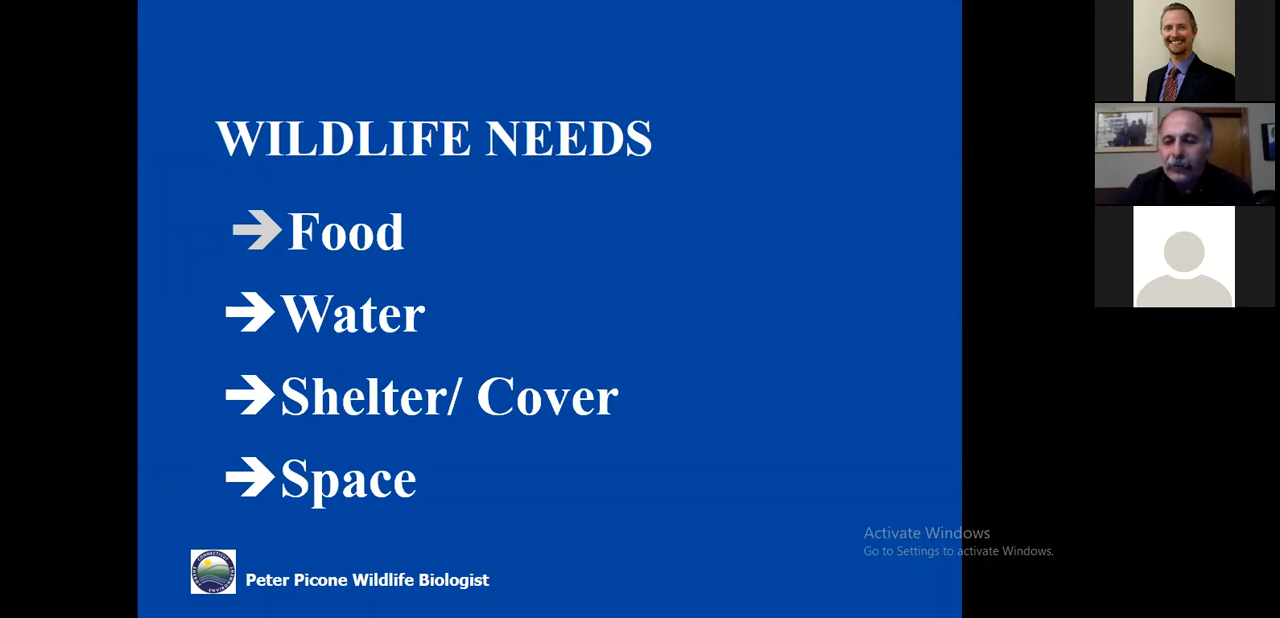 WILDLIFE NEEDS
➔Food
➔Water
➔Shelter/ Cover
➔Space
Peter Picone Wildlife Biologist
Activate Windows
Go to Settings to activate Windows.